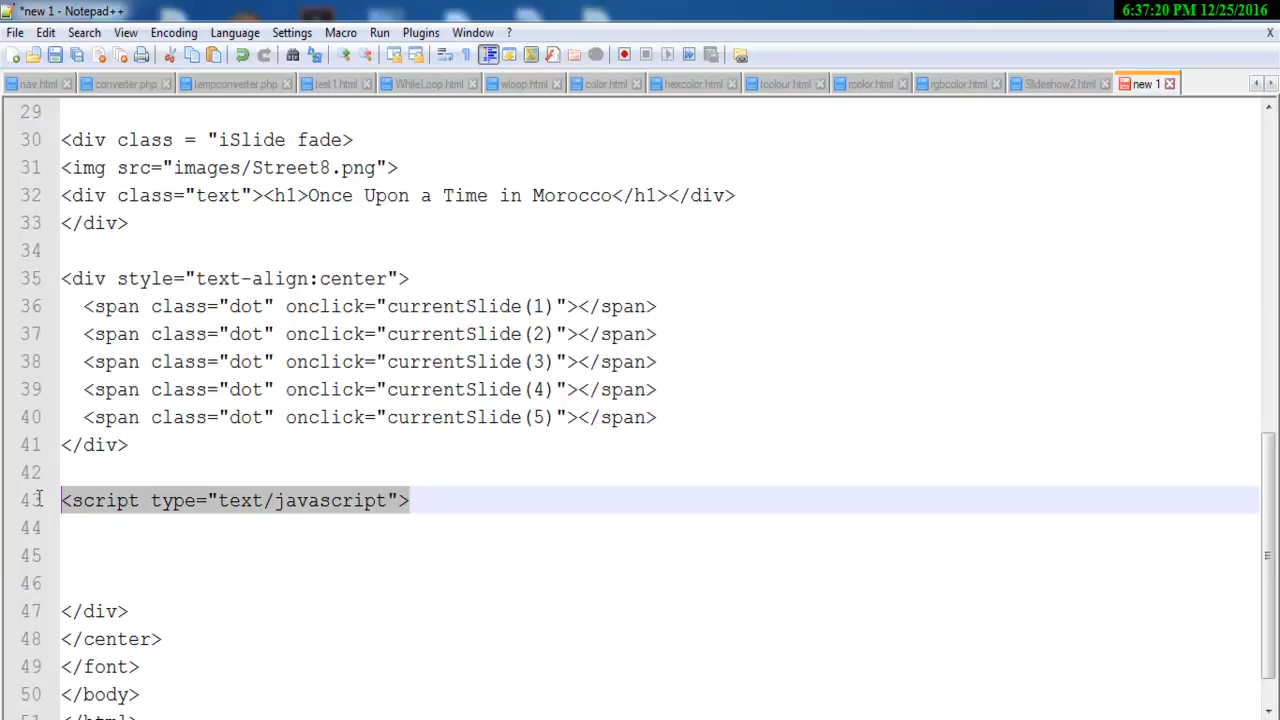 *new 1 - Notepad++
6:37:20 PM 12/25/2016
File Edit Search View Encoding Language Settings Macro Run Plugins Window ? X
nav.html converter.php tempconverter.php test1.html WhileLoop.html wloop.html color.html hexcolor.html lcolour.html rcolor.html rgbcolor.html Slideshow2.html new 1
29
30 <div class = "iSlide fade>
31 <img src="images/Street8.png">
32 <div class="text"><h1>Once Upon a Time in Morocco</h1></div>
33 </div>
34
35 <div style="text-align:center">
36 <span class="dot" onclick="currentSlide(1)"></span>
37 <span class="dot" onclick="currentSlide(2)"></span>
38 <span class="dot" onclick="currentSlide(3)"></span>
39 <span class="dot" onclick="currentSlide(4)"></span>
40 <span class="dot" onclick="currentSlide(5)"></span>
41 </div>
42
43 <script type="text/javascript">
44
45
46
47 </div>
48 </center>
49 </font>
50 </body>
51 </html>